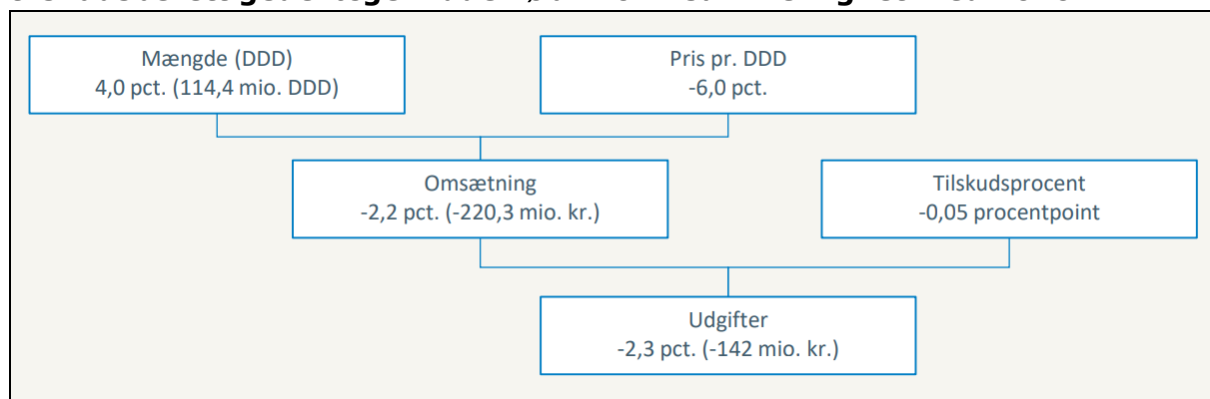 Mængde (DDD)
4,0 pct. (114,4 mio. DDD)
Pris pr. DDD
-6,0 pct.
Omsætning
-2,2 pct. (-220,3 mio. kr.)
Tilskudsprocent
-0,05 procentpoint
Udgifter
-2,3 pct. (-142 mio. kr.)